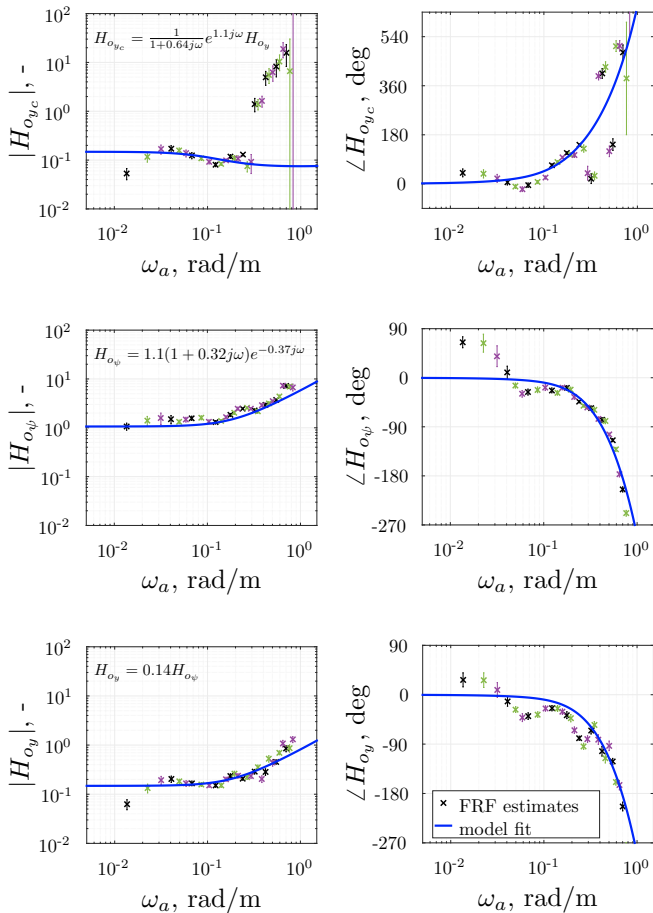 |H_{o_{y_c}}|, -
10^2
10^1
10^0
10^{-1}
10^{-2}
H_{o_{y_c}} = \frac{1}{1+0.64jω} e^{1.1jω} H_{o_y}
10^{-2} 10^{-1} 10^0
ω_a, rad/m
∠H_{o_{y_c}}, deg
540
360
180
0
10^{-2} 10^{-1} 10^0
ω_a, rad/m
|H_{o_ψ}|, -
10^2
10^1
10^0
10^{-1}
10^{-2}
H_{o_ψ} = 1.1(1 + 0.32jω)e^{-0.37jω}
10^{-2} 10^{-1} 10^0
ω_a, rad/m
∠H_{o_ψ}, deg
90
0
-90
-180
-270
10^{-2} 10^{-1} 10^0
ω_a, rad/m
|H_{o_y}|, -
10^2
10^1
10^0
10^{-1}
10^{-2}
H_{o_y} = 0.14H_{o_ψ}
10^{-2} 10^{-1} 10^0
ω_a, rad/m
∠H_{o_y}, deg
90
0
-90
-180
-270
FRF estimates
model fit
10^{-2} 10^{-1} 10^0
ω_a, rad/m